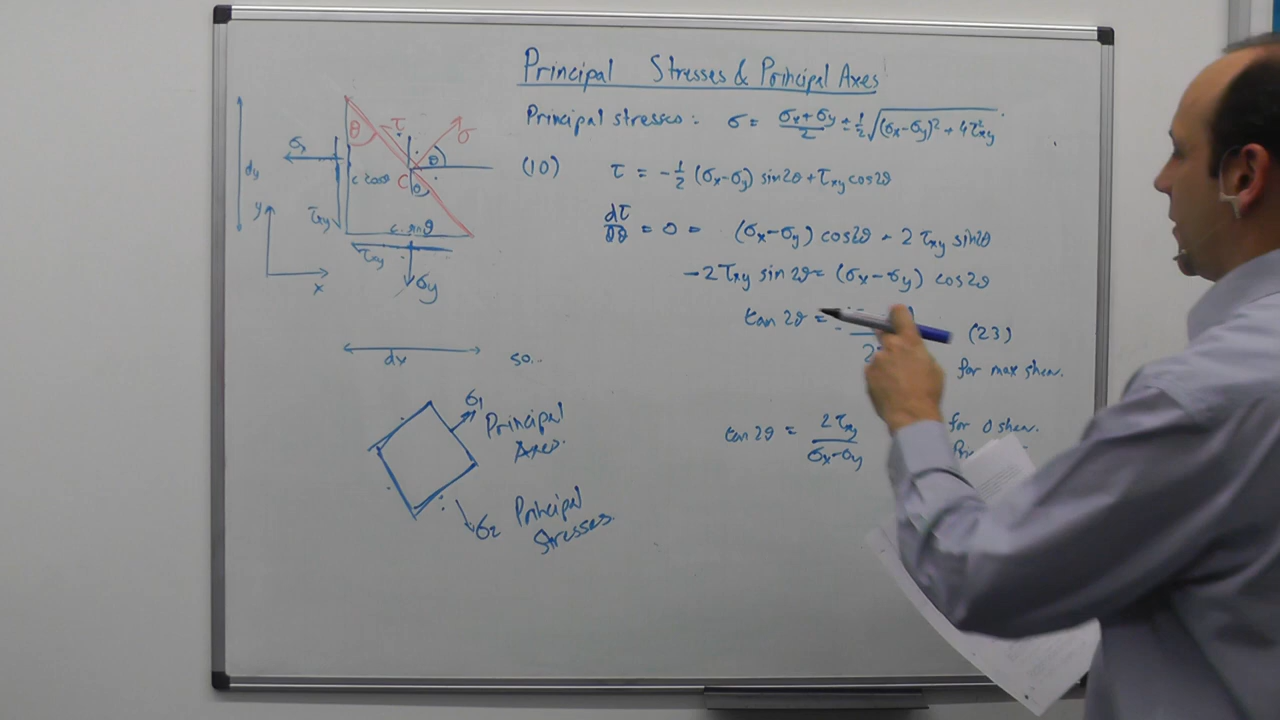 Principal Stresses & Principal Axes
Principal stresses: σ = (σx+σy)/2 ± 1/2 √((σx-σy)² + 4τ²xy)
(10) τ = -1/2 (σx-σy) sin2θ + τxy cos2θ
dτ/dθ = 0 = (σx-σy) cos2θ + 2 τxy sin2θ
-2τxy sin 2θ = (σx-σy) cos2θ
tan 2θ = - (23)
for max shear.
tan 2θ = 2τxy/(σx-σy) for 0 shear.
θ τ σ
θ
dy c cosθ C θ
y τxy c. sinθ
τxy
x σy
dx so..
σ1 Principal Axes.
σ2 Principal Stresses.